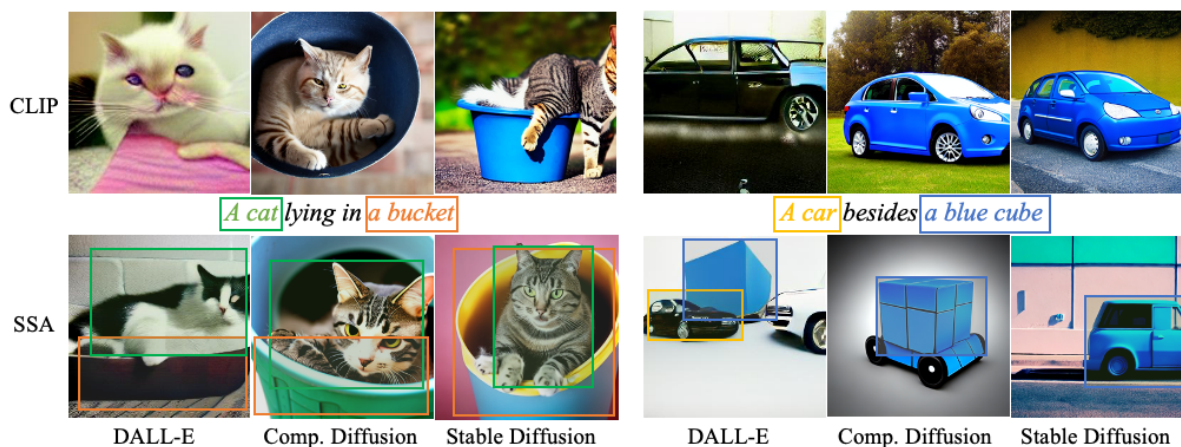 CLIP
A cat lying in a bucket
A car besides a blue cube
SSA
DALL-E Comp. Diffusion Stable Diffusion DALL-E Comp. Diffusion Stable Diffusion